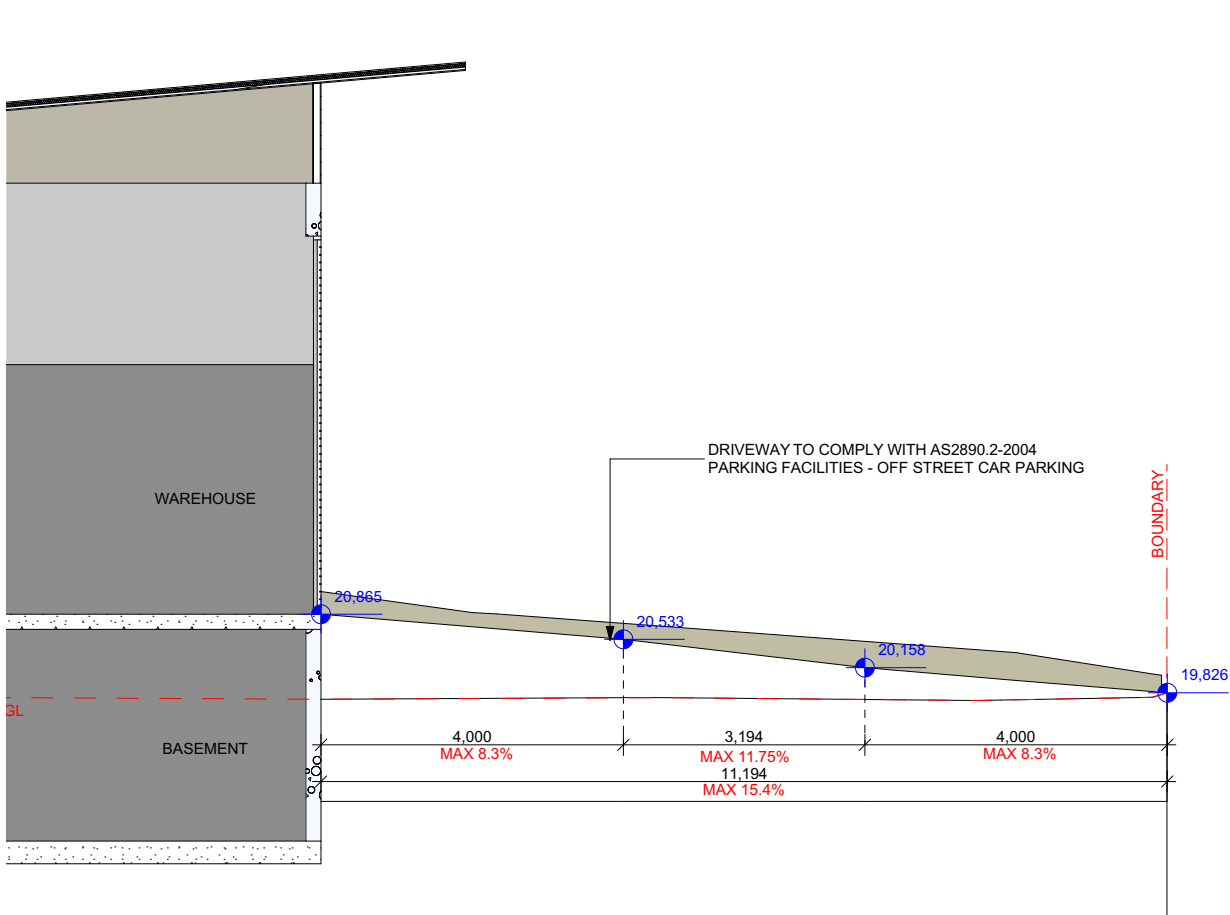 DRIVEWAY TO COMPLY WITH AS2890.2-2004
PARKING FACILITIES - OFF STREET CAR PARKING
BOUNDARY
WAREHOUSE
20,865
20,533
20,158
19,826
GL
BASEMENT
4,000
3,194
4,000
MAX 8.3%
MAX 11.75%
MAX 8.3%
11,194
MAX 15.4%